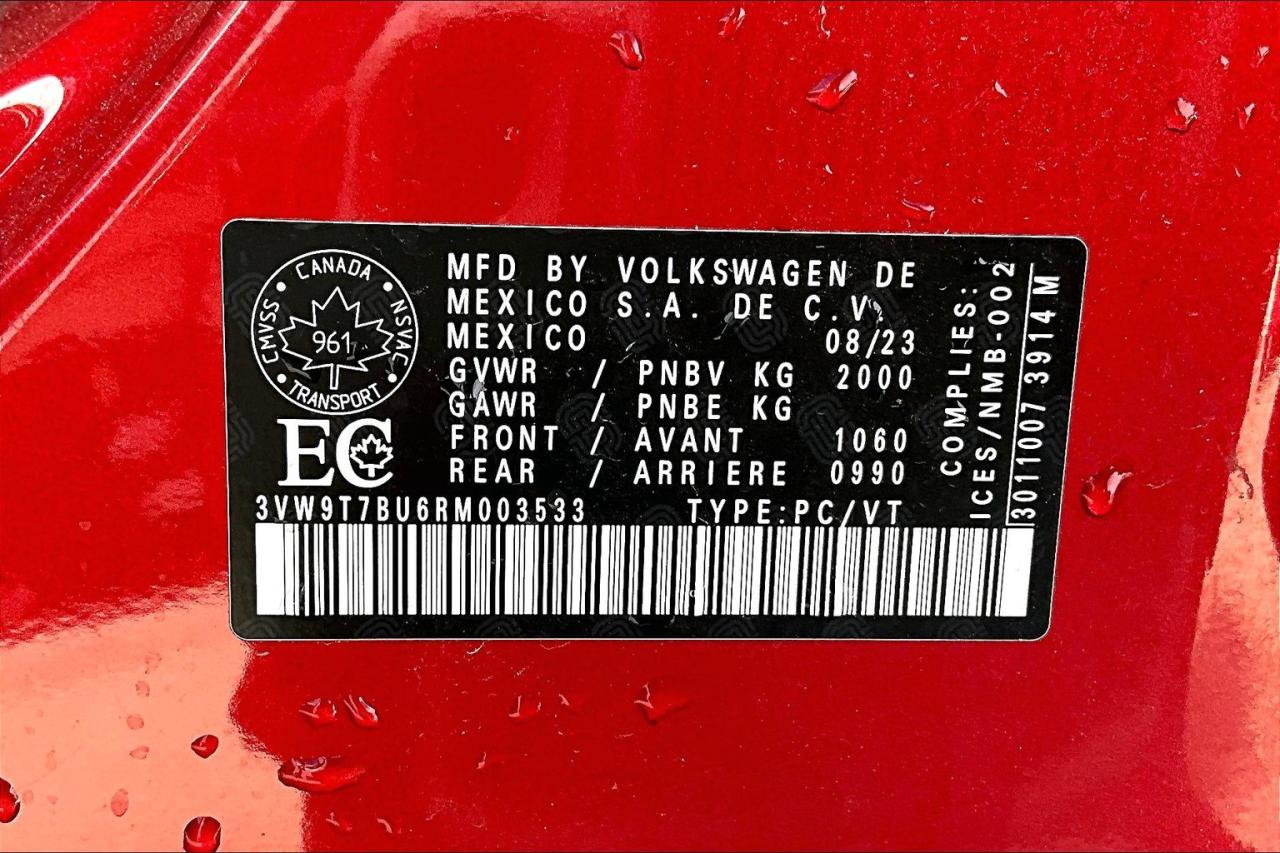 CANADA
CMVSS
NSVAC
961
TRANSPORT
EC
MFD BY VOLKSWAGEN DE
MEXICO S.A. DE C.V.
MEXICO 08/23
GVWR / PNBV KG 2000
GAWR / PNBE KG
FRONT / AVANT 1060
REAR / ARRIERE 0990
3VW9T7BU6RM003533 TYPE:PC/VT
COMPLIES:
ICES/NMB-002
3011007 3914 M